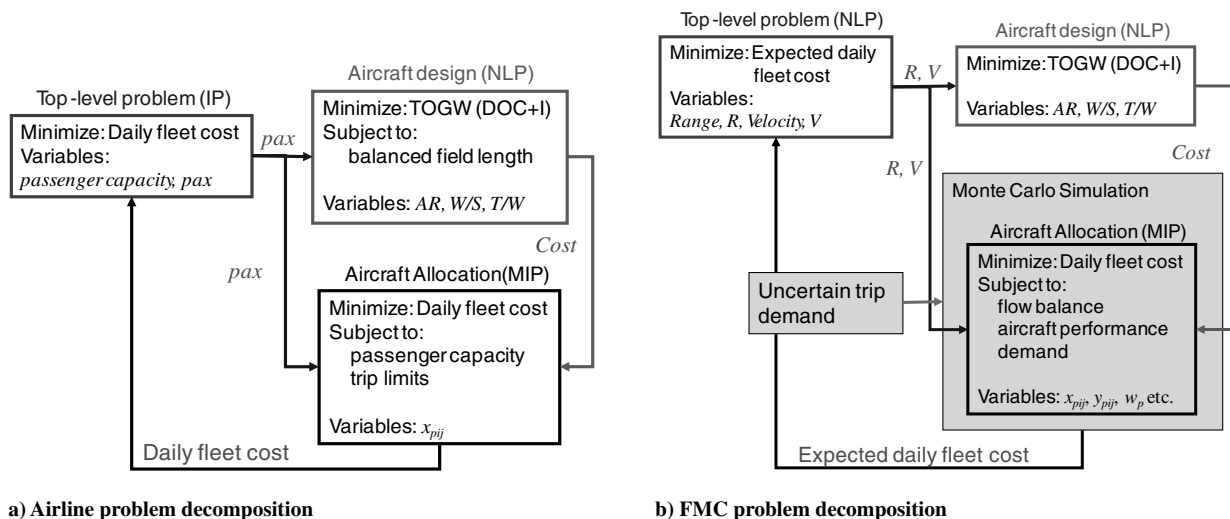 Top-level problem (IP)
Minimize: Daily fleet cost
Variables:
passenger capacity, pax
pax
pax
Aircraft design (NLP)
Minimize: TOGW (DOC+I)
Subject to:
balanced field length
Variables: AR, W/S, T/W
Cost
Aircraft Allocation(MIP)
Minimize: Daily fleet cost
Subject to:
passenger capacity
trip limits
Variables: x_pij
Daily fleet cost
a) Airline problem decomposition
Top-level problem (NLP)
Minimize: Expected daily
fleet cost
Variables:
Range, R, Velocity, V
R, V
R, V
Aircraft design (NLP)
Minimize: TOGW (DOC+I)
Variables: AR, W/S, T/W
Cost
Monte Carlo Simulation
Aircraft Allocation (MIP)
Minimize: Daily fleet cost
Subject to:
flow balance
aircraft performance
demand
Variables: x_pij, y_pij, w_p etc.
Uncertain trip
demand
Expected daily fleet cost
b) FMC problem decomposition